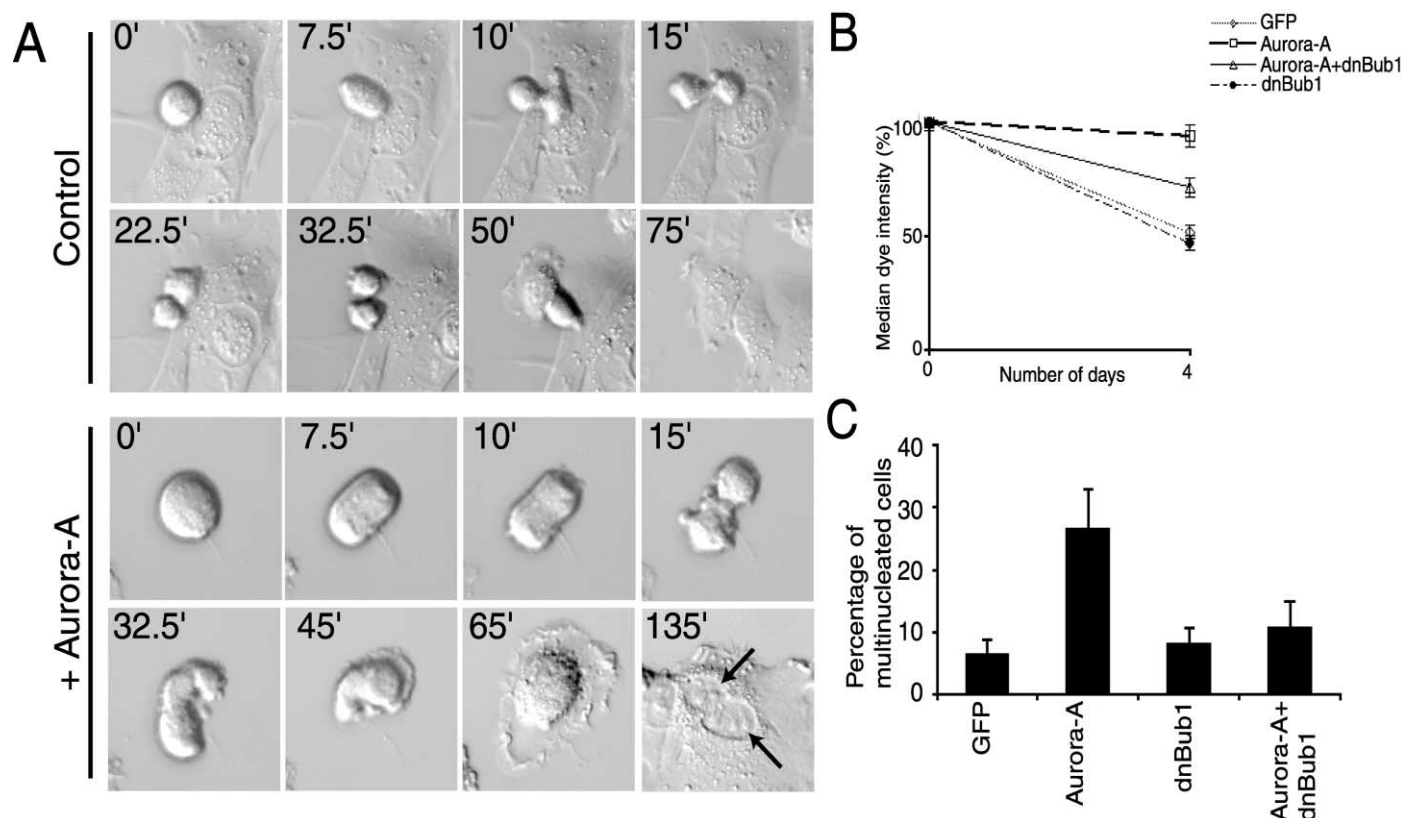 A
Control
0' 7.5' 10' 15'
22.5' 32.5' 50' 75'
+ Aurora-A
0' 7.5' 10' 15'
32.5' 45' 65' 135'
B
GFP
Aurora-A
Aurora-A+dnBub1
dnBub1
Median dye intensity (%)
100
50
0
0 4
Number of days
C
Percentage of
multinucleated cells
40
30
20
10
0
GFP
Aurora-A
dnBub1
Aurora-A+
dnBub1